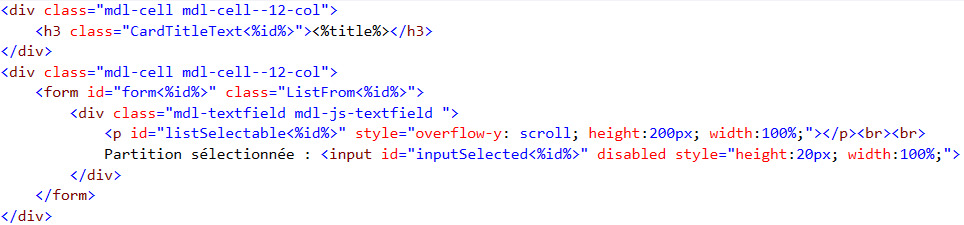 <div class="mdl-cell mdl-cell--12-col">
    <h3 class="CardTitleText<%id%>"><%title%></h3>
</div>
<div class="mdl-cell mdl-cell--12-col">
    <form id="form<%id%>" class="ListFrom<%id%>">
        <div class="mdl-textfield mdl-js-textfield ">
            <p id="listSelectable<%id%>" style="overflow-y: scroll; height:200px; width:100%;"></p><br><br>
            Partition sélectionnée : <input id="inputSelected<%id%>" disabled style="height:20px; width:100%;">
        </div>
    </form>
</div>